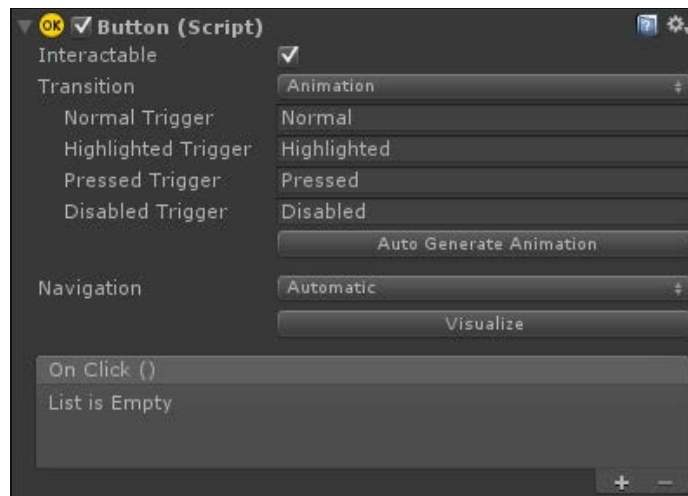 OK Button (Script)
Interactable
Transition Animation
Normal Trigger Normal
Highlighted Trigger Highlighted
Pressed Trigger Pressed
Disabled Trigger Disabled
Auto Generate Animation
Navigation Automatic
Visualize
On Click ()
List is Empty